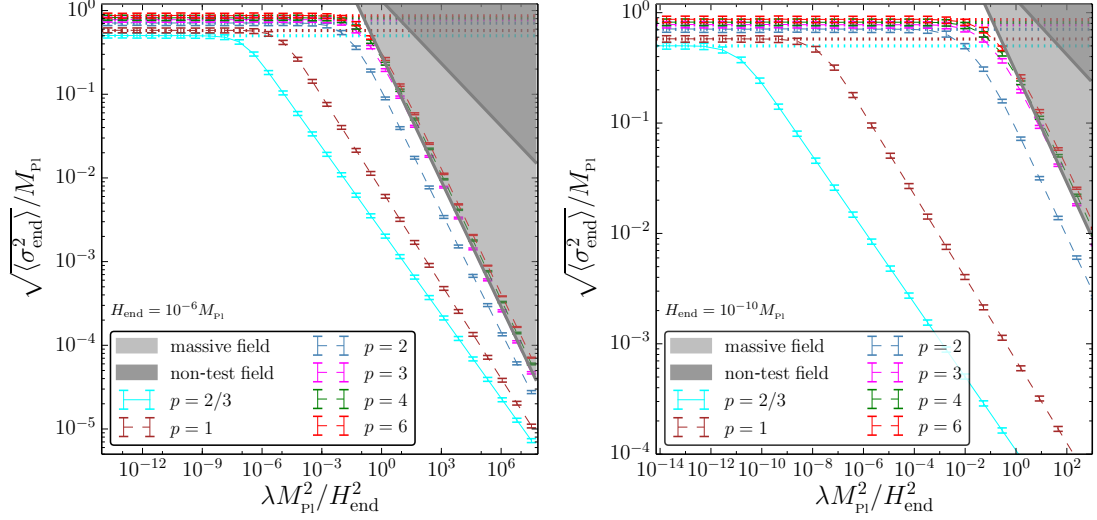 10^0
10^{-1}
10^{-2}
10^{-3}
10^{-4}
10^{-5}
√⟨σ²_end⟩/M_Pl
H_end = 10^{-6} M_Pl
massive field
non-test field
p = 2/3
p = 1
p = 2
p = 3
p = 4
p = 6
10^{-12} 10^{-9} 10^{-6} 10^{-3} 10^0 10^3 10^6
λM²_Pl/H²_end
10^0
10^{-1}
10^{-2}
10^{-3}
10^{-4}
√⟨σ²_end⟩/M_Pl
H_end = 10^{-10} M_Pl
massive field
non-test field
p = 2/3
p = 1
p = 2
p = 3
p = 4
p = 6
10^{-14} 10^{-12} 10^{-10} 10^{-8} 10^{-6} 10^{-4} 10^{-2} 10^0 10^2
λM²_Pl/H²_end